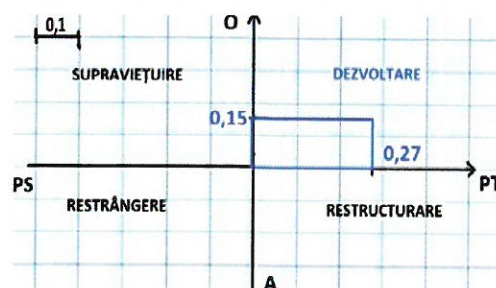 0,1
O
SUPRAVIEȚUIRE
DEZVOLTARE
0,15
0,27
PS
PT
RESTRÂNGERE
RESTRUCTURARE
A